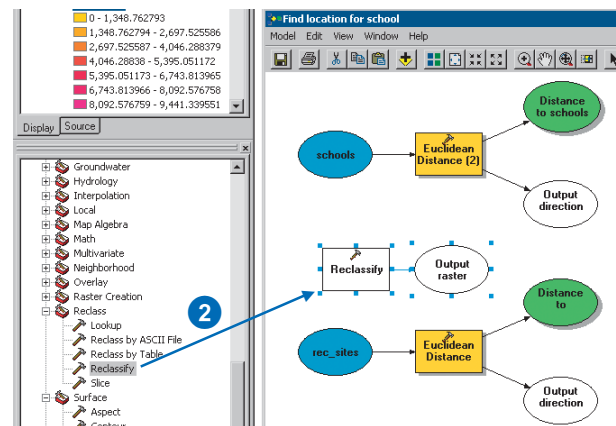 0 - 1,348.762793
1,348.762794 - 2,697.525586
2,697.525587 - 4,046.288379
4,046.28838 - 5,395.051172
5,395.051173 - 6,743.813965
6,743.813966 - 8,092.576758
8,092.576759 - 9,441.339551
Display Source
Groundwater
Hydrology
Interpolation
Local
Map Algebra
Math
Multivariate
Neighborhood
Overlay
Raster Creation
Reclass
Lookup
Reclass by ASCII File
Reclass by Table
Reclassify
Slice
Surface
Aspect
Contour
2
Find location for school
Model Edit View Window Help
Distance
to schools
schools
Euclidean
Distance (2)
Output
direction
Reclassify
Output
raster
Distance
to
rec_sites
Euclidean
Distance
Output
direction